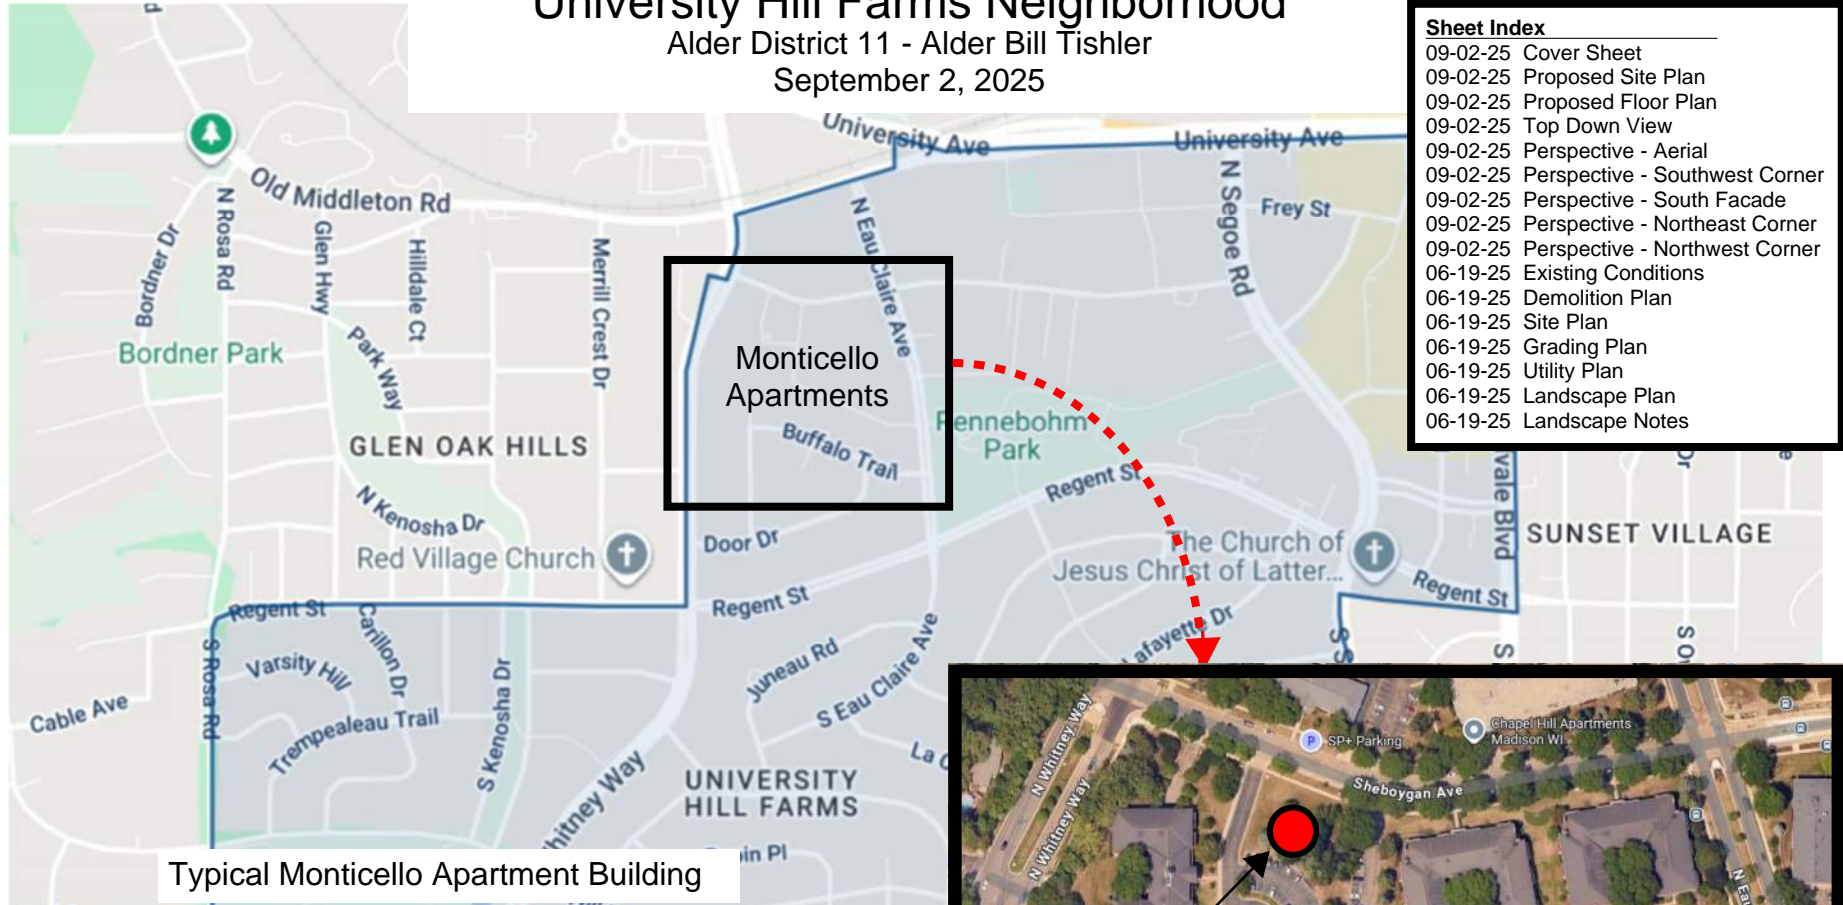 University Hill Farms Neighborhood
Alder District 11 - Alder Bill Tishler
September 2, 2025
Sheet Index
09-02-25 Cover Sheet
09-02-25 Proposed Site Plan
09-02-25 Proposed Floor Plan
09-02-25 Top Down View
09-02-25 Perspective - Aerial
09-02-25 Perspective - Southwest Corner
09-02-25 Perspective - South Facade
09-02-25 Perspective - Northeast Corner
09-02-25 Perspective - Northwest Corner
06-19-25 Existing Conditions
06-19-25 Demolition Plan
06-19-25 Site Plan
06-19-25 Grading Plan
06-19-25 Utility Plan
06-19-25 Landscape Plan
06-19-25 Landscape Notes
University Ave
University Ave
Old Middleton Rd
N Rosa Rd
Bordner Dr
Glen Hwy
Hilldale Ct
Merrill Crest Dr
N Eau Claire Ave
N Segoe Rd
Frey St
Bordner Park
Park Way
Monticello
Apartments
Buffalo Trail
Rennebohm
Park
Regent St
GLEN OAK HILLS
N Kenosha Dr
Red Village Church
Door Dr
The Church of
Jesus Christ of Latter...
vale Blvd
SUNSET VILLAGE
Regent St
Regent St
Regent St
Carillon Dr
Lafayette Dr
S Rosa Rd
Varsity Hill
Juneau Rd
S Eau Claire Ave
Cable Ave
Trempealeau Trail
S Kenosha Dr
UNIVERSITY
HILL FARMS
hitney Way
oin Pl
Typical Monticello Apartment Building
N Whitney Way
N Whitney Way
SP+ Parking
Chapel Hill Apartments
Madison WI
Sheboygan Ave
N Eau